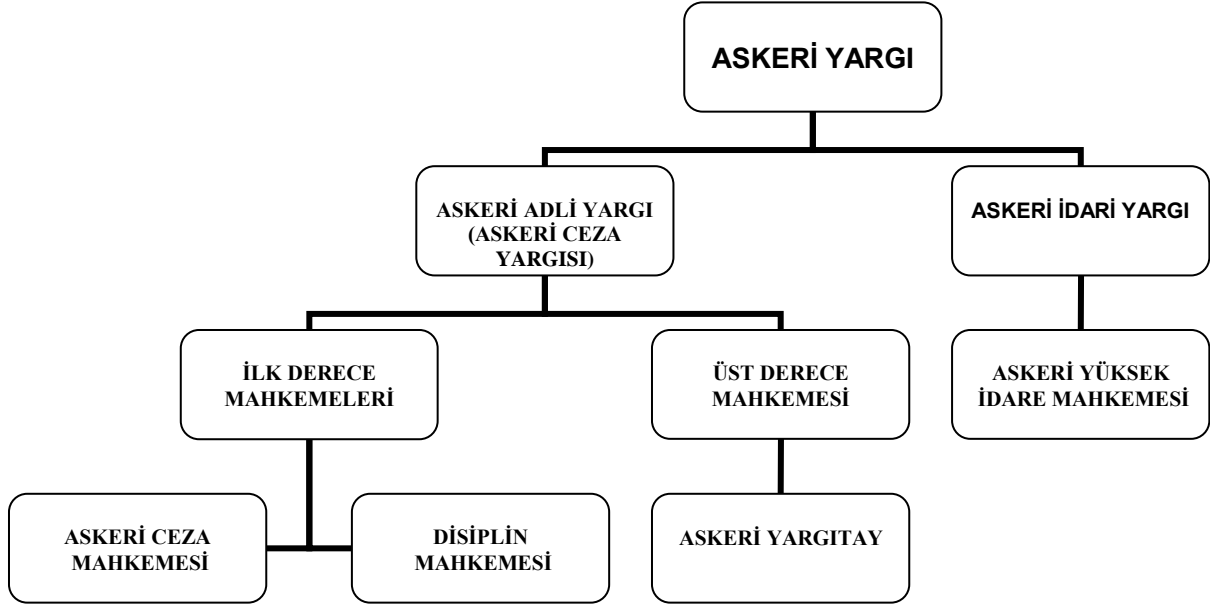 ASKERİ YARGI
ASKERİ ADLİ YARGI
(ASKERİ CEZA
YARGISI)
ASKERİ İDARİ YARGI
İLK DERECE
MAHKEMELERİ
ÜST DERECE
MAHKEMESİ
ASKERİ YÜKSEK
İDARE MAHKEMESİ
ASKERİ CEZA
MAHKEMESİ
DİSİPLİN
MAHKEMESİ
ASKERİ YARGITAY